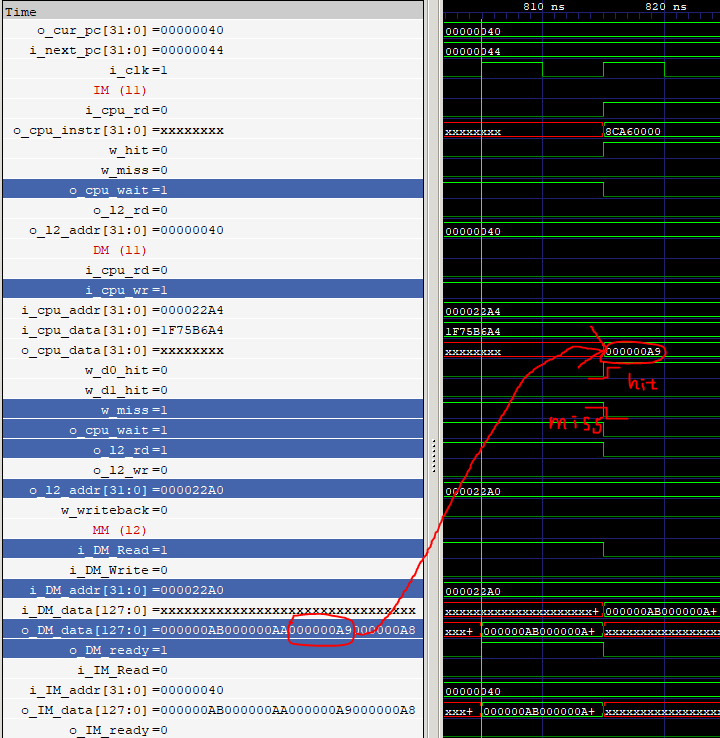 Time 810 ns 820 ns
o_cur_pc[31:0]=00000040 00000040
i_next_pc[31:0]=00000044 00000044
i_clk=1
IM (l1)
i_cpu_rd=0
o_cpu_instr[31:0]=xxxxxxxx xxxxxxxx 8CA60000
w_hit=0
w_miss=0
o_cpu_wait=1
o_l2_rd=0
o_l2_addr[31:0]=00000040 00000040
DM (l1)
i_cpu_rd=0
i_cpu_wr=1
i_cpu_addr[31:0]=000022A4 000022A4
i_cpu_data[31:0]=1F75B6A4 1F75B6A4
o_cpu_data[31:0]=xxxxxxxx xxxxxxxx 000000A9
w_d0_hit=0
w_d1_hit=0 hit
w_miss=1
o_cpu_wait=1 miss
o_l2_rd=1
o_l2_wr=0
o_l2_addr[31:0]=000022A0 000022A0
w_writeback=0
MM (l2)
i_DM_Read=1
i_DM_Write=0
i_DM_addr[31:0]=000022A0 000022A0
i_DM_data[127:0]=xxxxxxxxxxxxxxxxxxxxxxxxxxxxxxxx xxxxxxxxxxxxxxxxxx+ 000000AB000000A+
o_DM_data[127:0]=000000AB000000AA000000A9000000A8 xxx+ 000000AB000000A+ xxxxxxxxxxxxxxxx
o_DM_ready=1
i_IM_Read=0
i_IM_addr[31:0]=00000040 00000040
o_IM_data[127:0]=000000AB000000AA000000A9000000A8 xxx+ 000000AB000000A+ xxxxxxxxxxxxxxxx
o_IM_ready=0